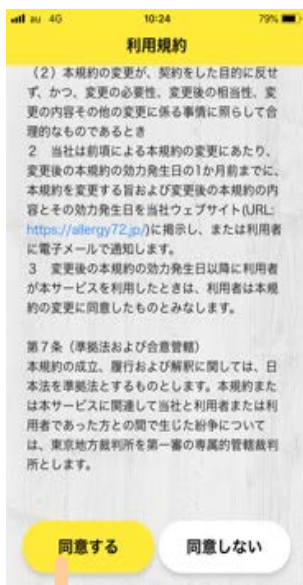 au 4G 10:24 79%
利用規約
(2)本規約の変更が、契約をした目的に反せ
ず、かつ、変更の必要性、変更後の相当性、変
更の内容その他の変更に係る事情に照らして合
理的なものであるとき
2 当社は前項による本規約の変更にあたり、
変更後の本規約の効力発生日の1か月前までに、
本規約を変更する旨および変更後の本規約の内
容とその効力発生日を当社ウェブサイト(URL:
https://allergy72.jp/)に掲示し、または利用者
に電子メールで通知します。
3 変更後の本規約の効力発生日以降に利用者
が本サービスを利用したときは、利用者は本規
約の変更に同意したものとみなします。
第7条(準拠法および合意管轄)
本規約の成立、履行および解釈に関しては、日
本法を準拠法とするものとします。本規約また
は本サービスに関連して当社と利用者または利
用者であった方との間で生じた紛争について
は、東京地方裁判所を第一審の専属的管轄裁判
所とします。
同意する 同意しない